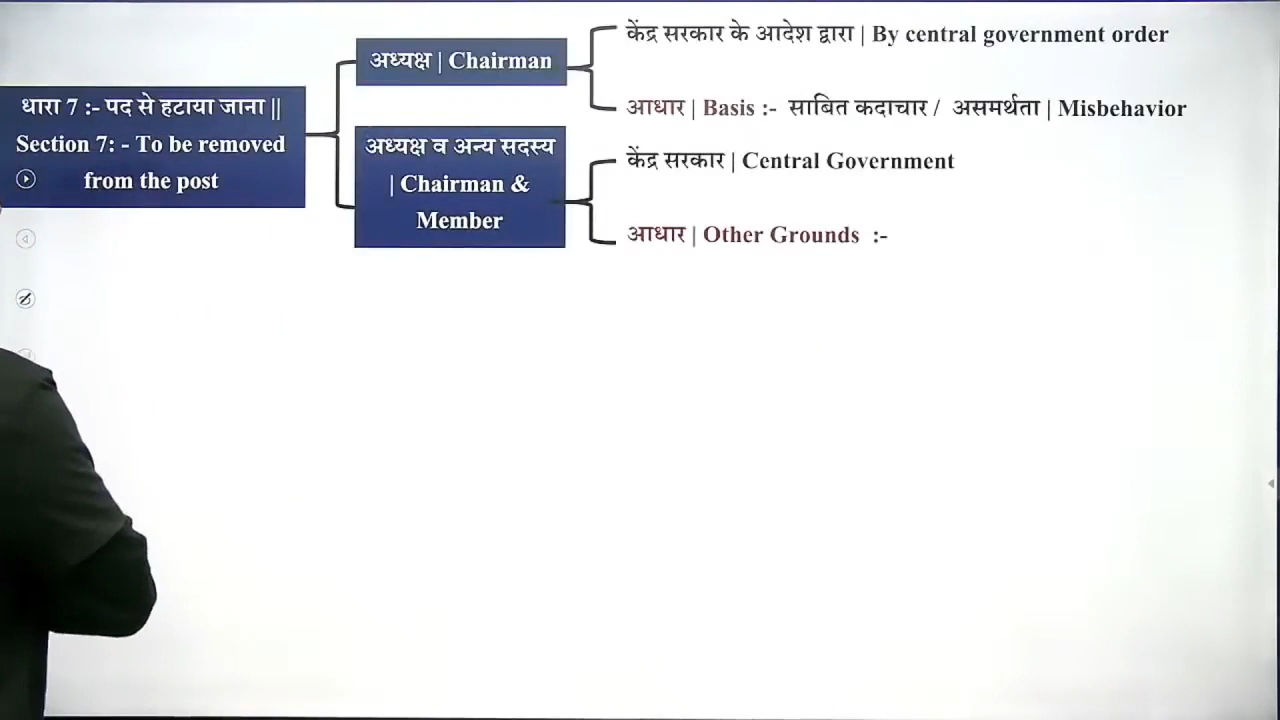 धारा 7 :- पद से हटाया जाना ||
Section 7: - To be removed
from the post
अध्यक्ष | Chairman
केंद्र सरकार के आदेश द्वारा | By central government order
आधार | Basis :- साबित कदाचार / असमर्थता | Misbehavior
अध्यक्ष व अन्य सदस्य
| Chairman &
Member
केंद्र सरकार | Central Government
आधार | Other Grounds :-